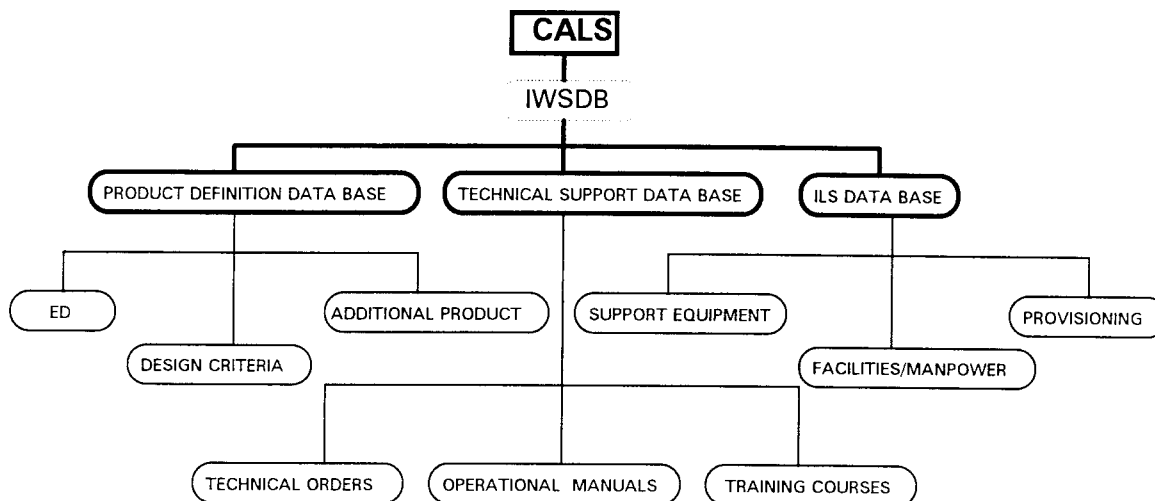 CALS
IWSDB
PRODUCT DEFINITION DATA BASE
TECHNICAL SUPPORT DATA BASE
ILS DATA BASE
ED
ADDITIONAL PRODUCT
SUPPORT EQUIPMENT
PROVISIONING
DESIGN CRITERIA
FACILITIES/MANPOWER
TECHNICAL ORDERS
OPERATIONAL MANUALS
TRAINING COURSES